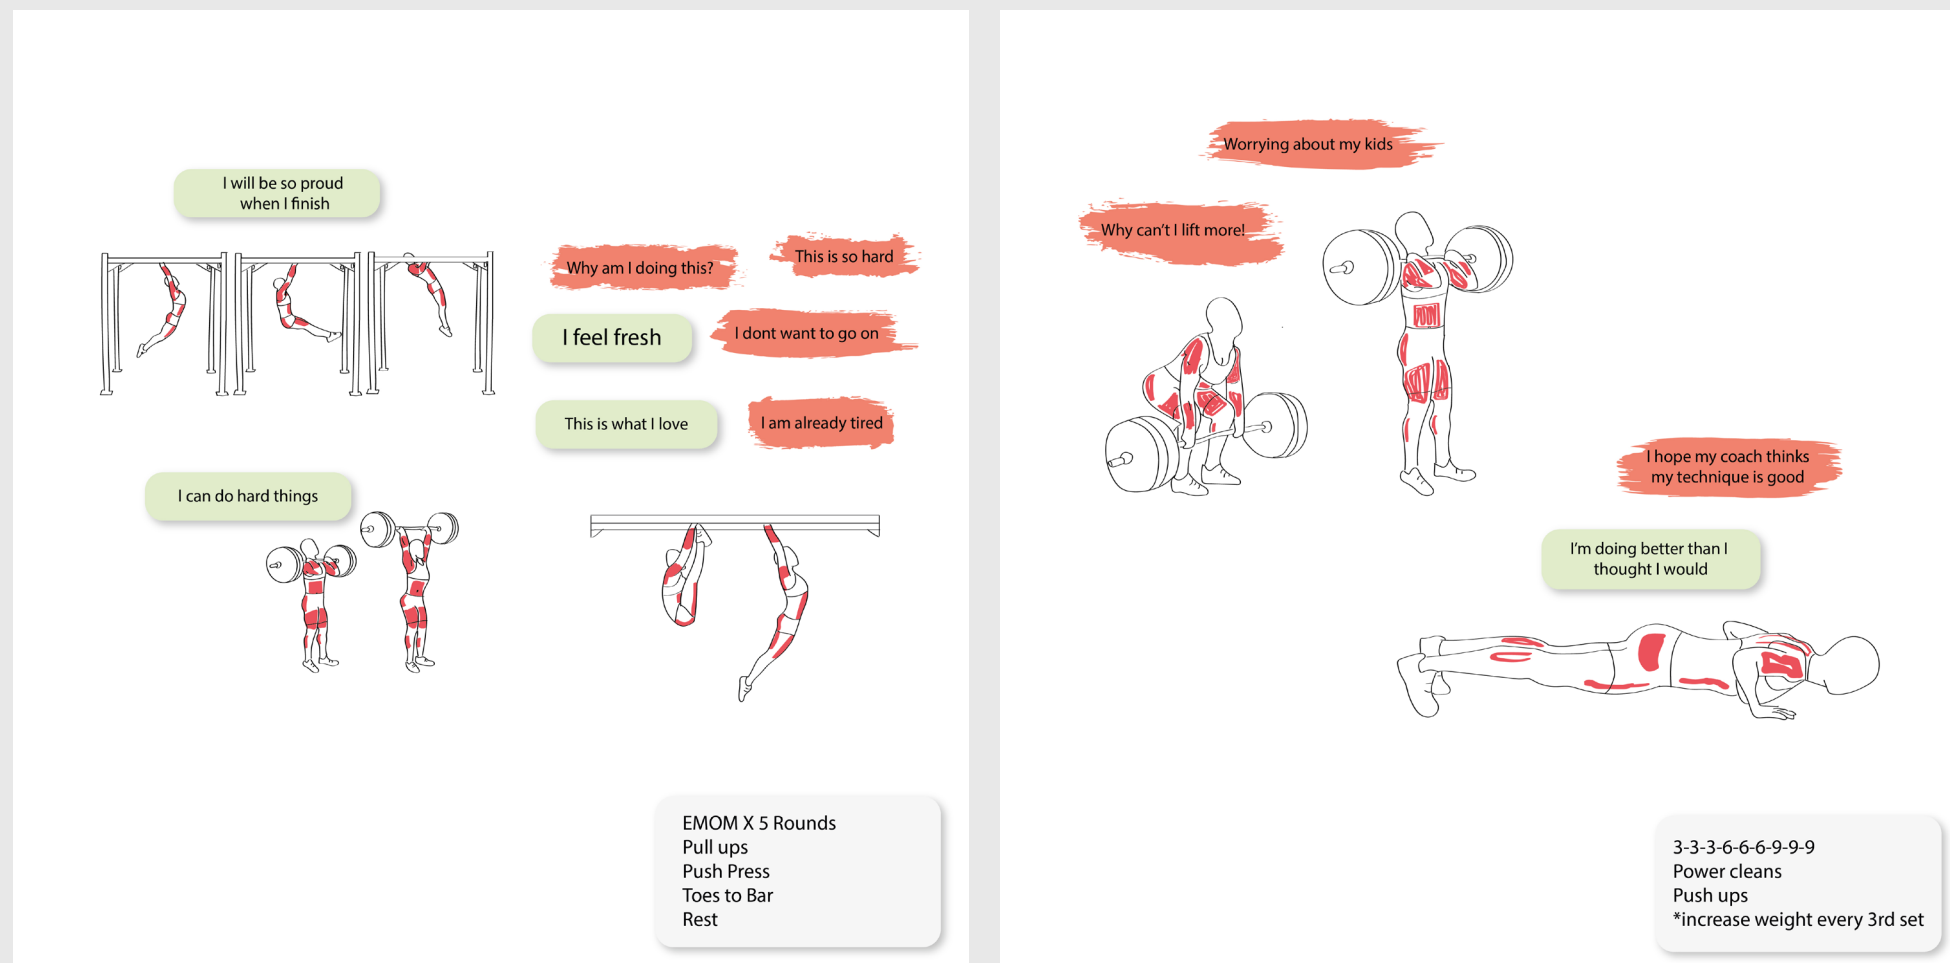 I will be so proud
when I finish
Why am I doing this?
This is so hard
I feel fresh
I dont want to go on
This is what I love
I am already tired
I can do hard things
EMOM X 5 Rounds
Pull ups
Push Press
Toes to Bar
Rest
Worrying about my kids
Why can't I lift more!
I hope my coach thinks
my technique is good
I'm doing better than I
thought I would
3-3-3-6-6-6-9-9-9
Power cleans
Push ups
*increase weight every 3rd set